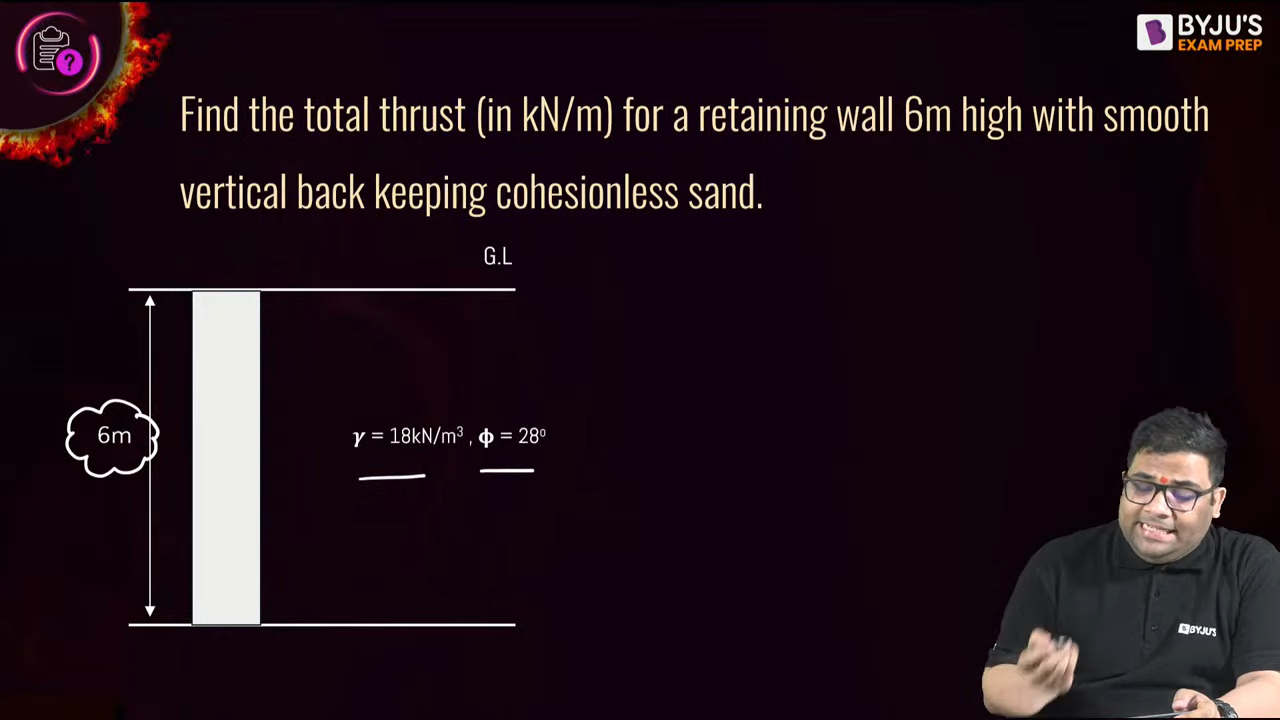 BYJU'S
EXAM PREP
Find the total thrust (in kN/m) for a retaining wall 6m high with smooth
vertical back keeping cohesionless sand.
G.L
6m
γ = 18kN/m³ , ϕ = 28⁰
BYJU'S